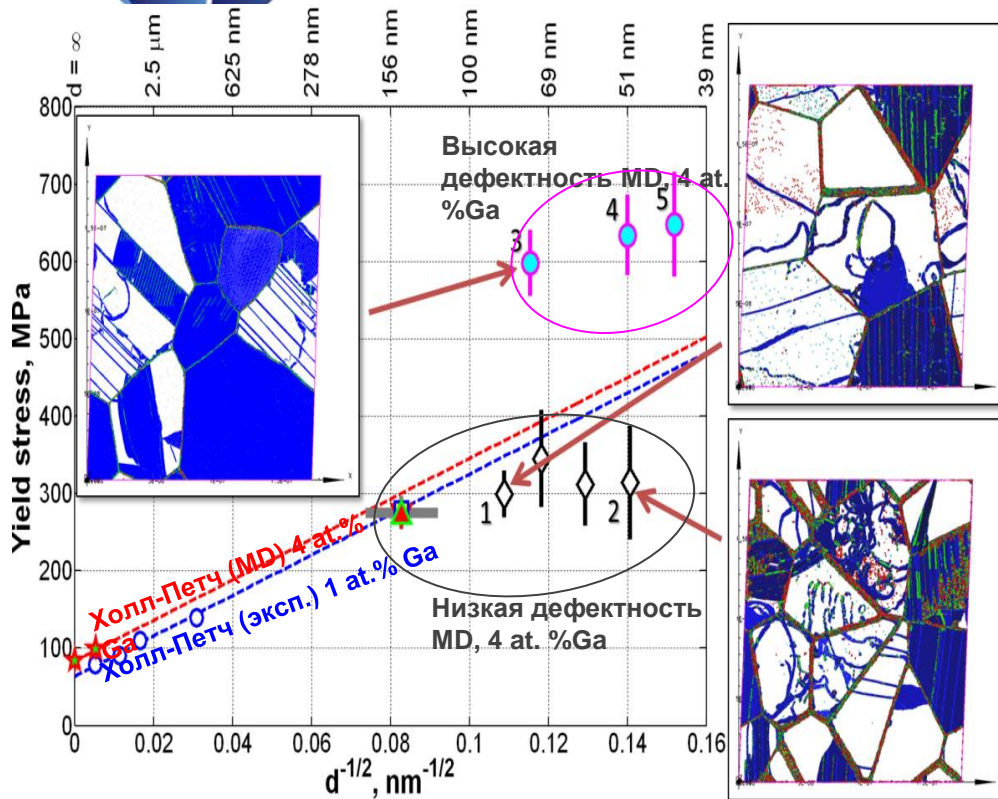 d = ∞
2.5 μm
625 nm
278 nm
156 nm
100 nm
69 nm
51 nm
39 nm
Yield stress, MPa
800
700
600
500
400
300
200
100
0
Высокая
дефектность MD, 4 at.
%Ga
3
4
5
1
2
Холл-Петч (MD) 4 at.%
Ga
Холл-Петч (эксп.) 1 at.% Ga
Низкая дефектность
MD, 4 at. %Ga
0
0.02
0.04
0.06
0.08
0.1
0.12
0.14
0.16
d-1/2, nm-1/2
Y
X
Y
Y